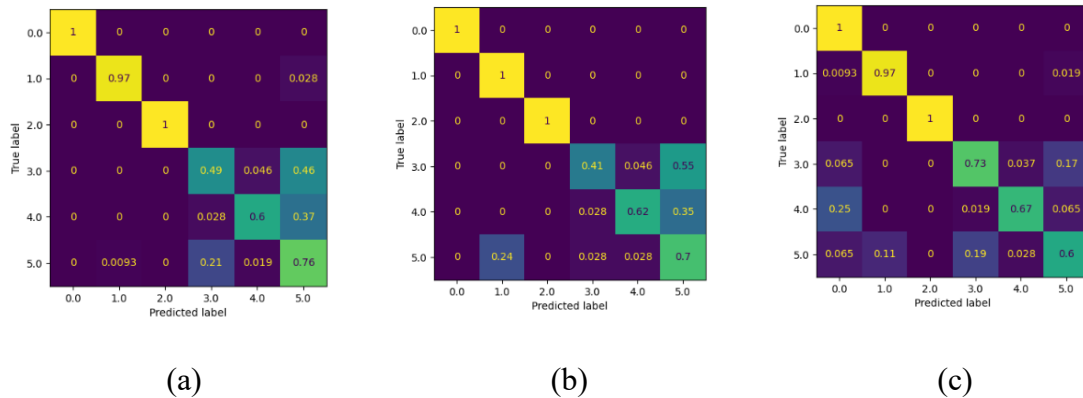 0.0 1 0 0 0 0 0
1.0 0 0.97 0 0 0 0.028
2.0 0 0 1 0 0 0
3.0 0 0 0 0.49 0.046 0.46
4.0 0 0 0 0.028 0.6 0.37
5.0 0 0.0093 0 0.21 0.019 0.76
0.0 1.0 2.0 3.0 4.0 5.0
True label
Predicted label
(a)
0.0 1 0 0 0 0 0
1.0 0 1 0 0 0 0
2.0 0 0 1 0 0 0
3.0 0 0 0 0.41 0.046 0.55
4.0 0 0 0 0.028 0.62 0.35
5.0 0 0.24 0 0.028 0.028 0.7
0.0 1.0 2.0 3.0 4.0 5.0
True label
Predicted label
(b)
0.0 1 0 0 0 0 0
1.0 0.0093 0.97 0 0 0 0.019
2.0 0 0 1 0 0 0
3.0 0.065 0 0 0.73 0.037 0.17
4.0 0.25 0 0 0.019 0.67 0.065
5.0 0.065 0.11 0 0.19 0.028 0.6
0.0 1.0 2.0 3.0 4.0 5.0
True label
Predicted label
(c)